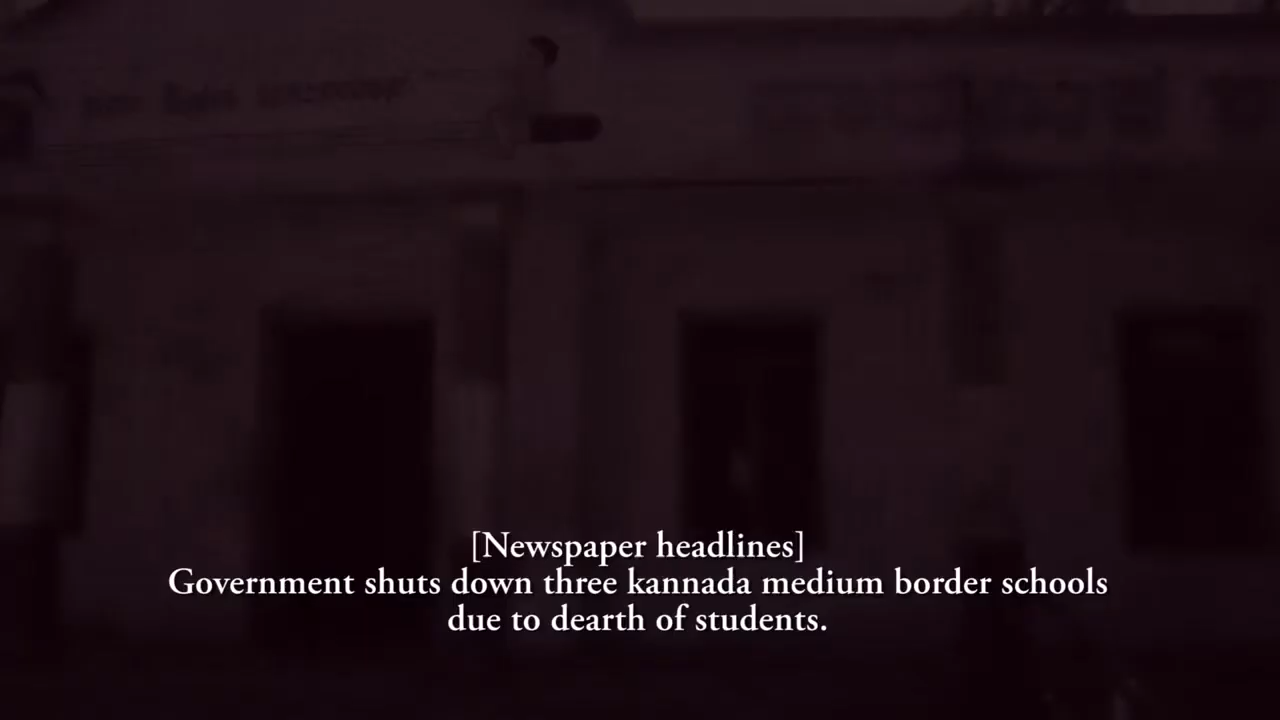 [Newspaper headlines]
Government shuts down three kannada medium border schools
due to dearth of students.